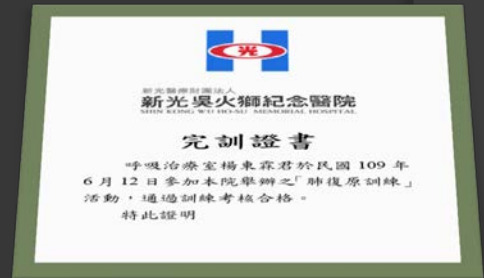 光
新光醫療財團法人
新光吳火獅紀念醫院
SHIN KONG WU HO-SU MEMORIAL HOSPITAL
完訓證書
呼吸治療室楊東霖君於民國 109 年
6 月 12 日參加本院舉辦之「肺復原訓練」
活動，通過訓練考核合格。
特此證明